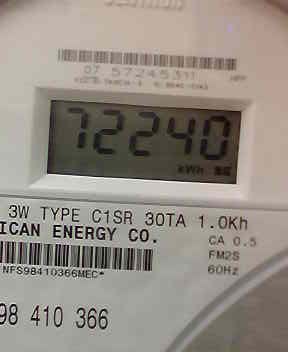 07 57245311
72240
kWh
3W TYPE C1SR 30TA 1.0Kh
ICAN ENERGY CO.
CA 0.5
FM2S
60Hz
NFS98410366MEC*
98 410 366